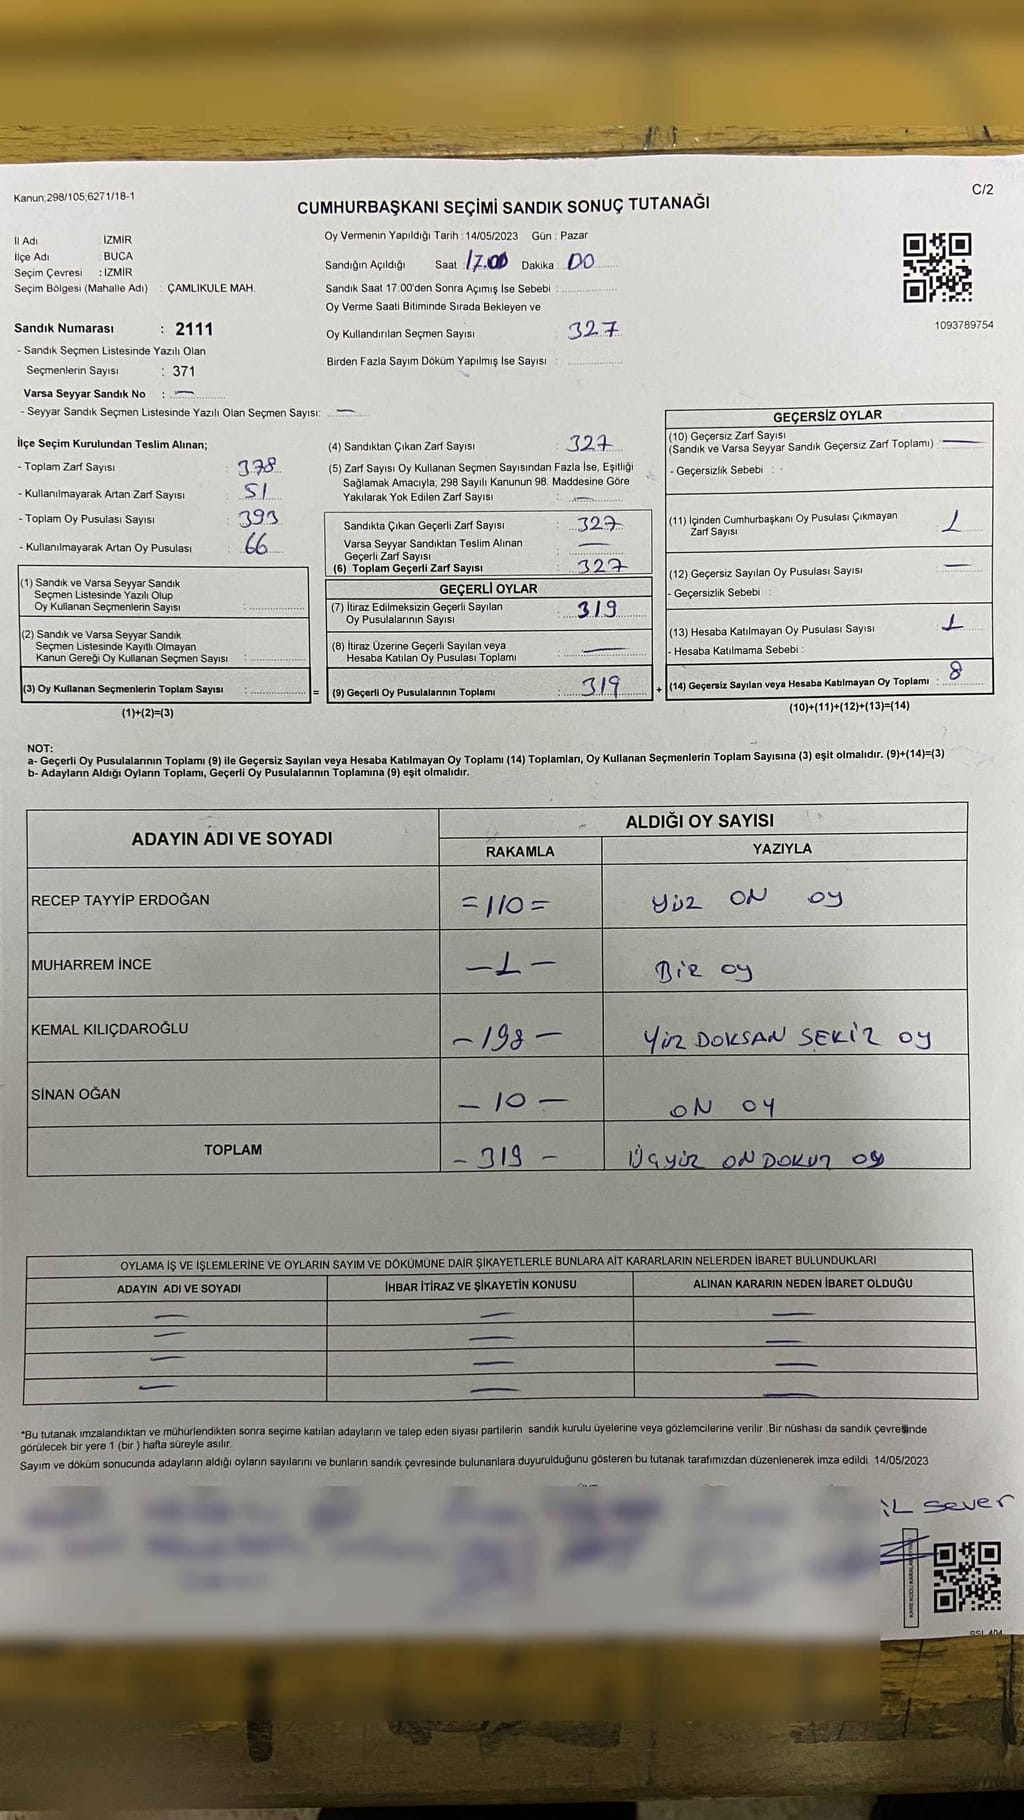 Kanun;298/105;6271/18-1
C/2
CUMHURBAŞKANI SEÇİMİ SANDIK SONUÇ TUTANAĞI
İl Adı : İZMİR
İlçe Adı : BUCA
Seçim Çevresi : İZMİR
Seçim Bölgesi (Mahalle Adı) : ÇAMLIKULE MAH.
Oy Vermenin Yapıldığı Tarih : 14/05/2023 Gün : Pazar
Sandığın Açıldığı Saat 17.00 Dakika : 00
Sandık Saat 17:00'den Sonra Açımış İse Sebebi :
Oy Verme Saati Bitiminde Sırada Bekleyen ve
Oy Kullandırılan Seçmen Sayısı : 327
Birden Fazla Sayım Döküm Yapılmış İse Sayısı :
1093789754
Sandık Numarası : 2111
- Sandık Seçmen Listesinde Yazılı Olan
Seçmenlerin Sayısı : 371
Varsa Seyyar Sandık No : —
- Seyyar Sandık Seçmen Listesinde Yazılı Olan Seçmen Sayısı: —
İlçe Seçim Kurulundan Teslim Alınan;
- Toplam Zarf Sayısı : 378
- Kullanılmayarak Artan Zarf Sayısı : 51
- Toplam Oy Pusulası Sayısı : 393
- Kullanılmayarak Artan Oy Pusulası : 66
(1) Sandık ve Varsa Seyyar Sandık
Seçmen Listesinde Yazılı Olup
Oy Kullanan Seçmenlerin Sayısı :
(2) Sandık ve Varsa Seyyar Sandık
Seçmen Listesinde Kayıtlı Olmayan
Kanun Gereği Oy Kullanan Seçmen Sayısı :
(3) Oy Kullanan Seçmenlerin Toplam Sayısı : =
(1)+(2)=(3)
(4) Sandıktan Çıkan Zarf Sayısı : 327
(5) Zarf Sayısı Oy Kullanan Seçmen Sayısından Fazla İse, Eşitliği
Sağlamak Amacıyla; 298 Sayılı Kanunun 98. Maddesine Göre
Yakılarak Yok Edilen Zarf Sayısı : —
Sandıkta Çıkan Geçerli Zarf Sayısı : 327
Varsa Seyyar Sandıktan Teslim Alınan
Geçerli Zarf Sayısı : —
(6) Toplam Geçerli Zarf Sayısı : 327
GEÇERLİ OYLAR
(7) İtiraz Edilmeksizin Geçerli Sayılan
Oy Pusulalarının Sayısı : 319
(8) İtiraz Üzerine Geçerli Sayılan veya
Hesaba Katılan Oy Pusulası Toplamı : —
(9) Geçerli Oy Pusulalarının Toplamı : 319 +
GEÇERSİZ OYLAR
(10) Geçersiz Zarf Sayısı
(Sandık ve Varsa Seyyar Sandık Geçersiz Zarf Toplamı) : —
- Geçersizlik Sebebi :
(11) İçinden Cumhurbaşkanı Oy Pusulası Çıkmayan
Zarf Sayısı : 1
(12) Geçersiz Sayılan Oy Pusulası Sayısı : —
- Geçersizlik Sebebi :
(13) Hesaba Katılmayan Oy Pusulası Sayısı : 1
- Hesaba Katılmama Sebebi :
(14) Geçersiz Sayılan veya Hesaba Katılmayan Oy Toplamı : 8
(10)+(11)+(12)+(13)=(14)
NOT:
a- Geçerli Oy Pusulalarının Toplamı (9) ile Geçersiz Sayılan veya Hesaba Katılmayan Oy Toplamı (14) Toplamları, Oy Kullanan Seçmenlerin Toplam Sayısına (3) eşit olmalıdır. (9)+(14)=(3)
b- Adayların Aldığı Oyların Toplamı, Geçerli Oy Pusulalarının Toplamına (9) eşit olmalıdır.
ADAYIN ADI VE SOYADI
ALDIĞI OY SAYISI
RAKAMLA YAZIYLA
RECEP TAYYİP ERDOĞAN =110= yüz ON oy
MUHARREM İNCE —1— Bir oy
KEMAL KILIÇDAROĞLU —198— Yüz DOKSAN SEKİZ oy
SİNAN OĞAN —10— ON OY
TOPLAM —319— Üçyüz ON DOKUZ oy
OYLAMA İŞ VE İŞLEMLERİNE VE OYLARIN SAYIM VE DÖKÜMÜNE DAİR ŞİKAYETLERLE BUNLARA AİT KARARLARIN NELERDEN İBARET BULUNDUKLARI
ADAYIN ADI VE SOYADI İHBAR İTİRAZ VE ŞİKAYETİN KONUSU ALINAN KARARIN NEDEN İBARET OLDUĞU
— — —
— — —
— — —
— — —
*Bu tutanak imzalandıktan ve mühürlendikten sonra seçime katılan adayların ve talep eden siyasi partilerin sandık kurulu üyelerine veya gözlemcilerine verilir. Bir nüshası da sandık çevresinde
görülecek bir yere 1 (bir ) hafta süreyle asılır.
Sayım ve döküm sonucunda adayların aldığı oyların sayılarını ve bunların sandık çevresinde bulunanlara duyurulduğunu gösteren bu tutanak tarafımızdan düzenlenerek imza edildi. 14/05/2023
İL Sever